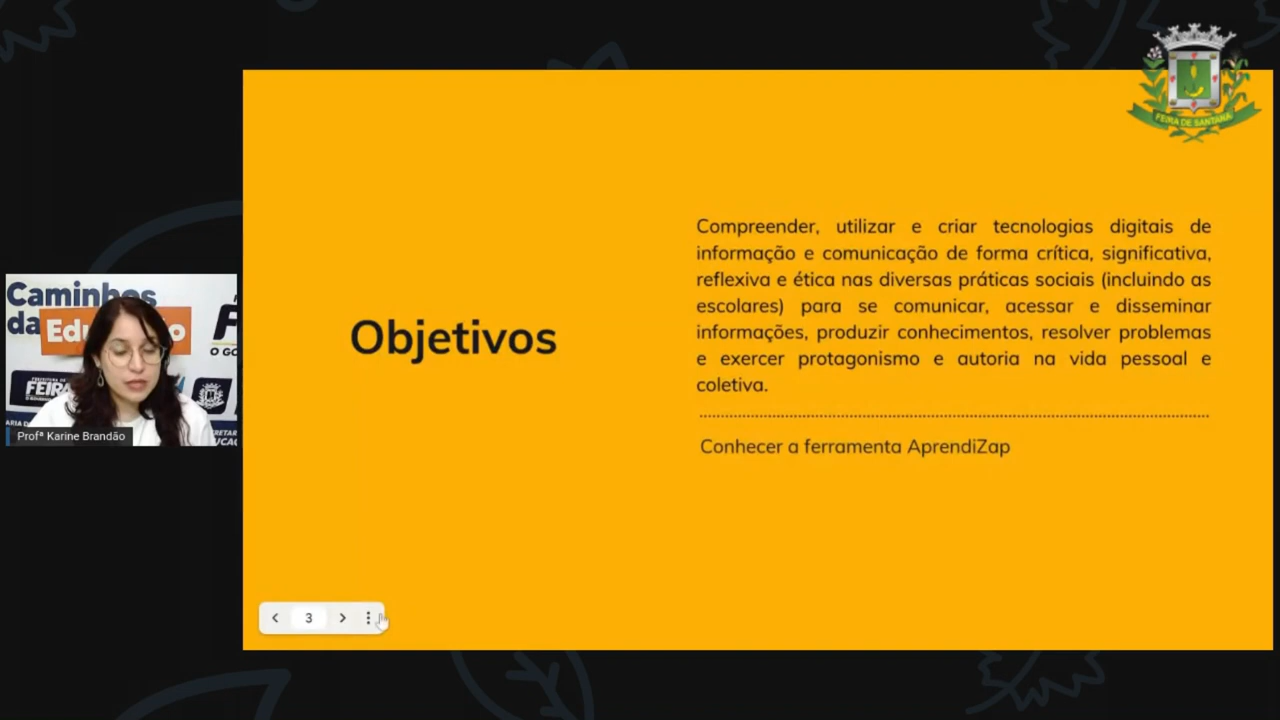 FEIRA DE SANTANA
Compreender, utilizar e criar tecnologias digitais de
informação e comunicação de forma crítica, significativa,
reflexiva e ética nas diversas práticas sociais (incluindo as
escolares) para se comunicar, acessar e disseminar
informações, produzir conhecimentos, resolver problemas
e exercer protagonismo e autoria na vida pessoal e
coletiva.
Objetivos
Conhecer a ferramenta AprendiZap
Caminhos
da
O GO
FEIRA
Profª Karine Brandão
3